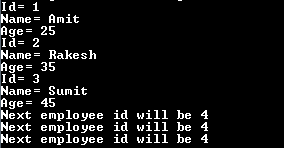 Id= 1
Name= Amit
Age= 25
Id= 2
Name= Rakesh
Age= 35
Id= 3
Name= Sumit
Age= 45
Next employee id will be 4
Next employee id will be 4
Next employee id will be 4